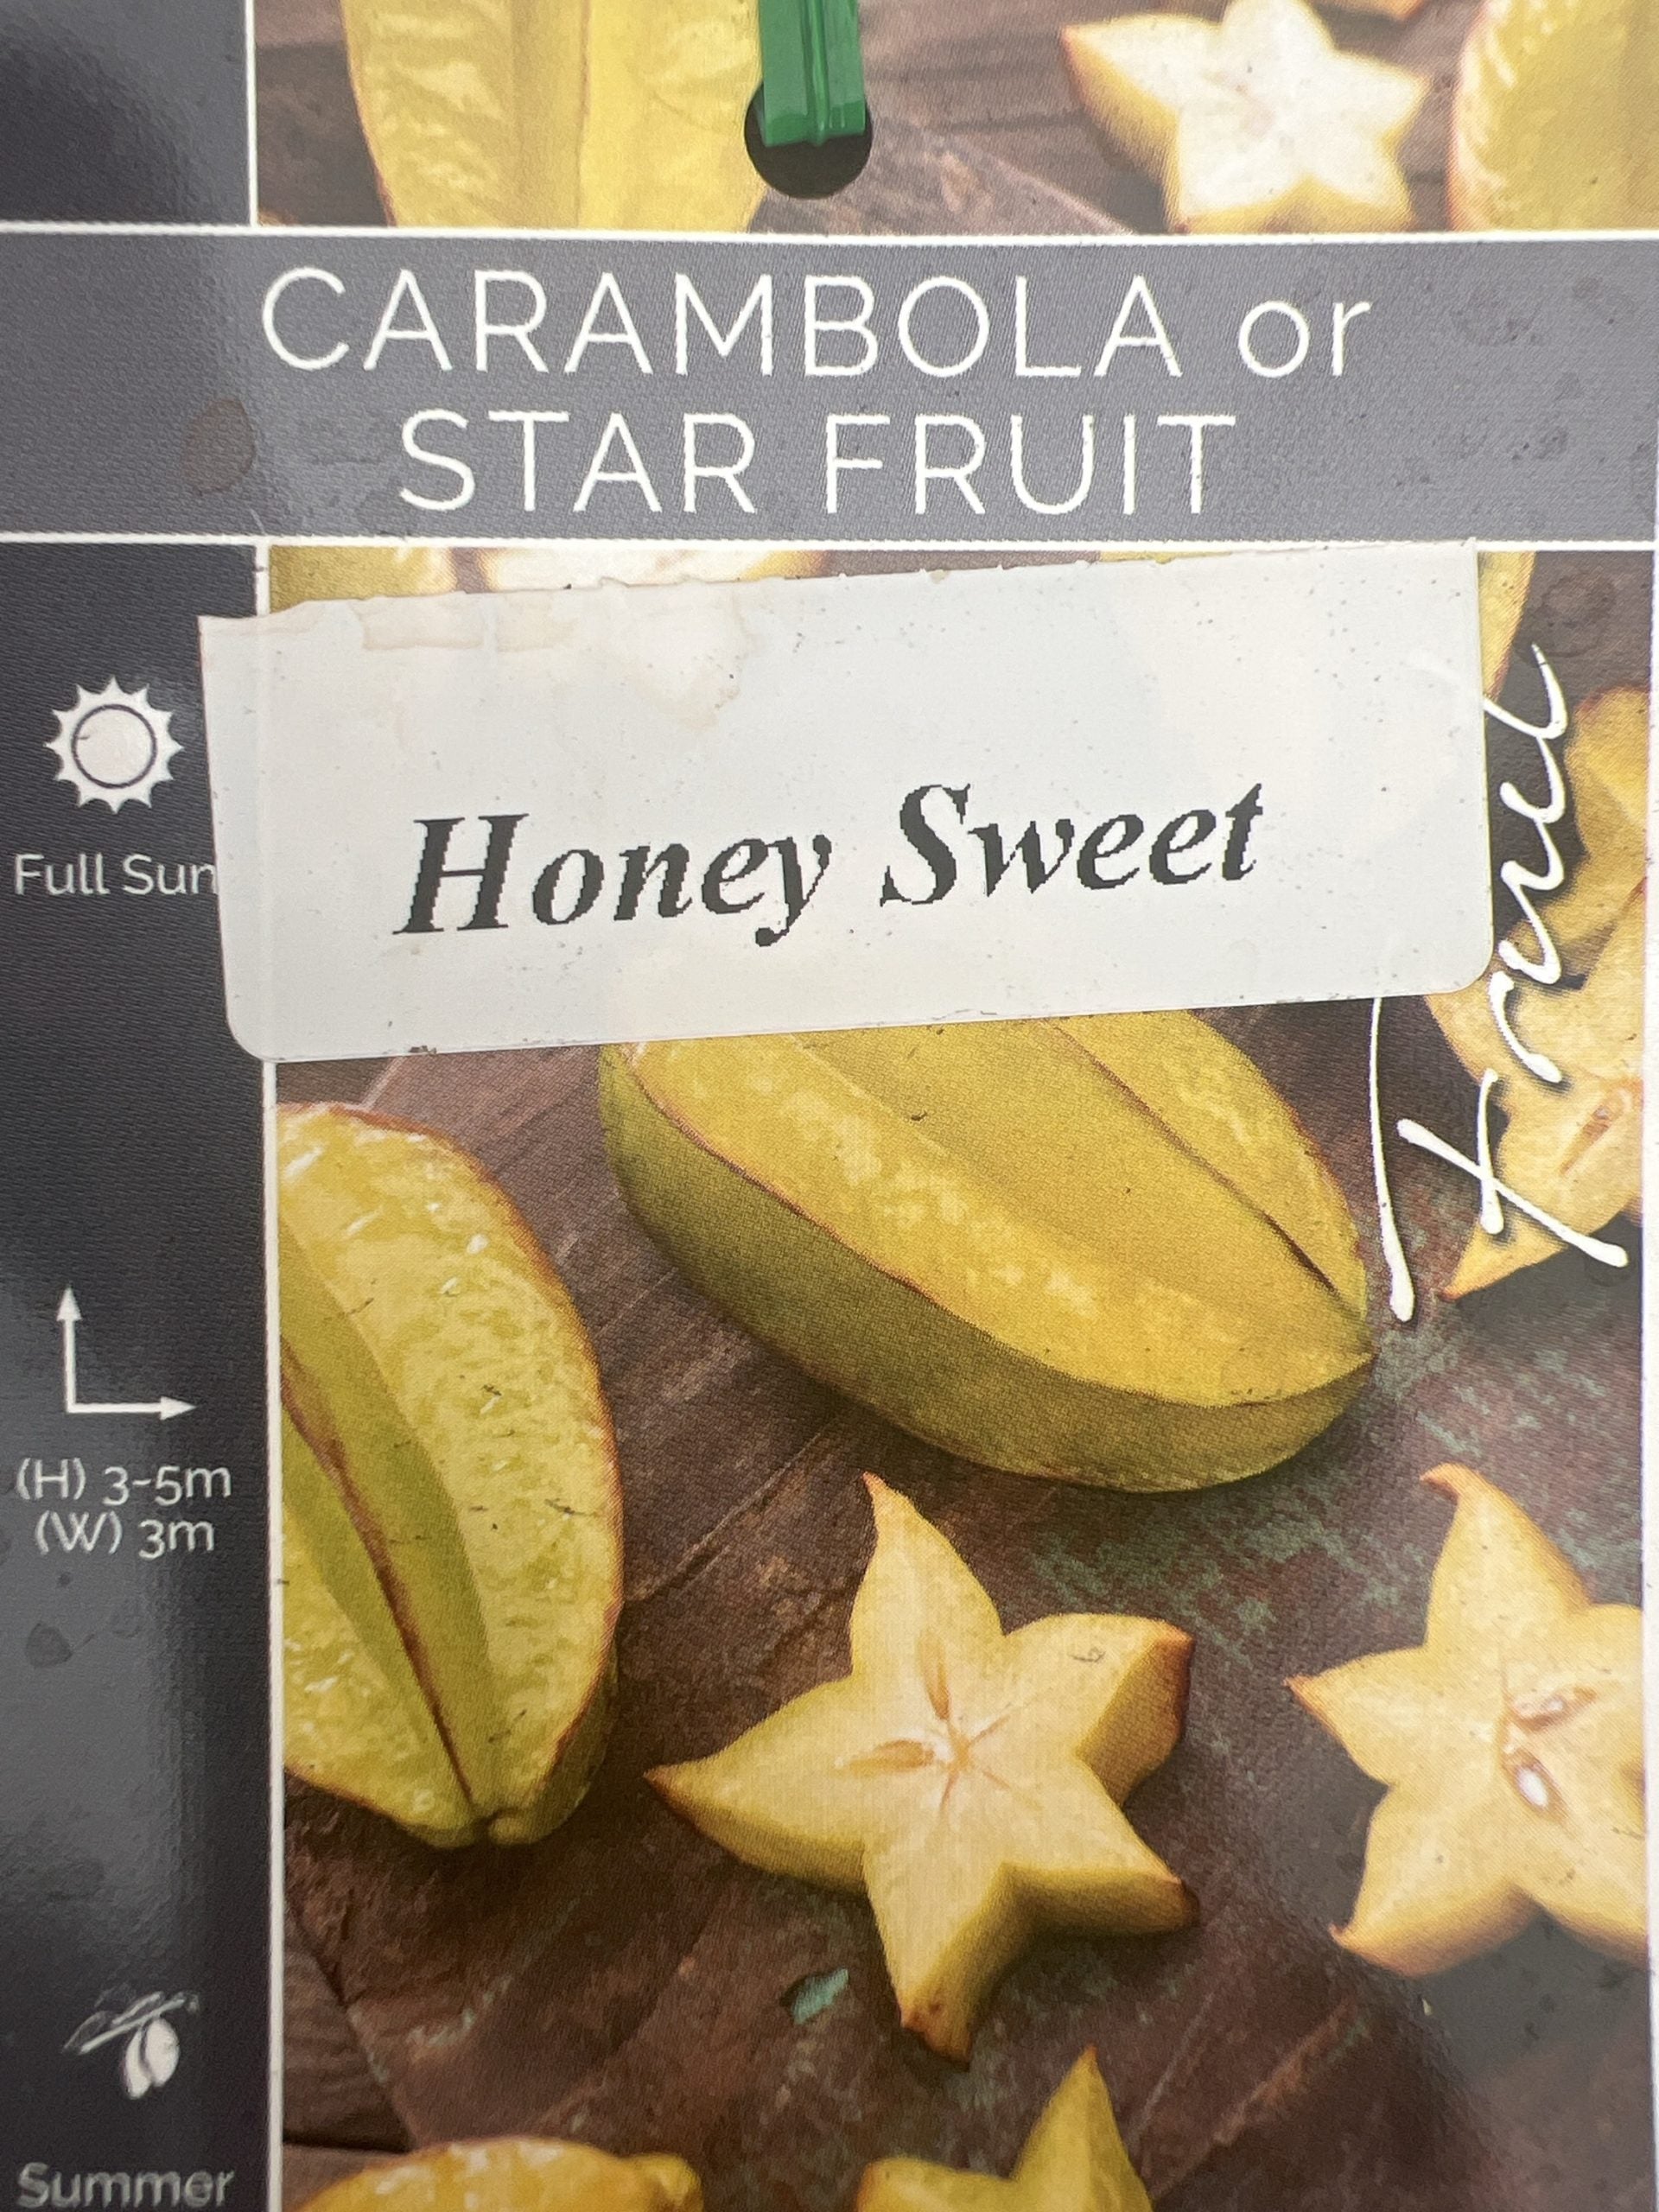 CARAMBOLA or
STAR FRUIT
Honey Sweet
Full Sun
(H) 3-5m
(W) 3m
Summer